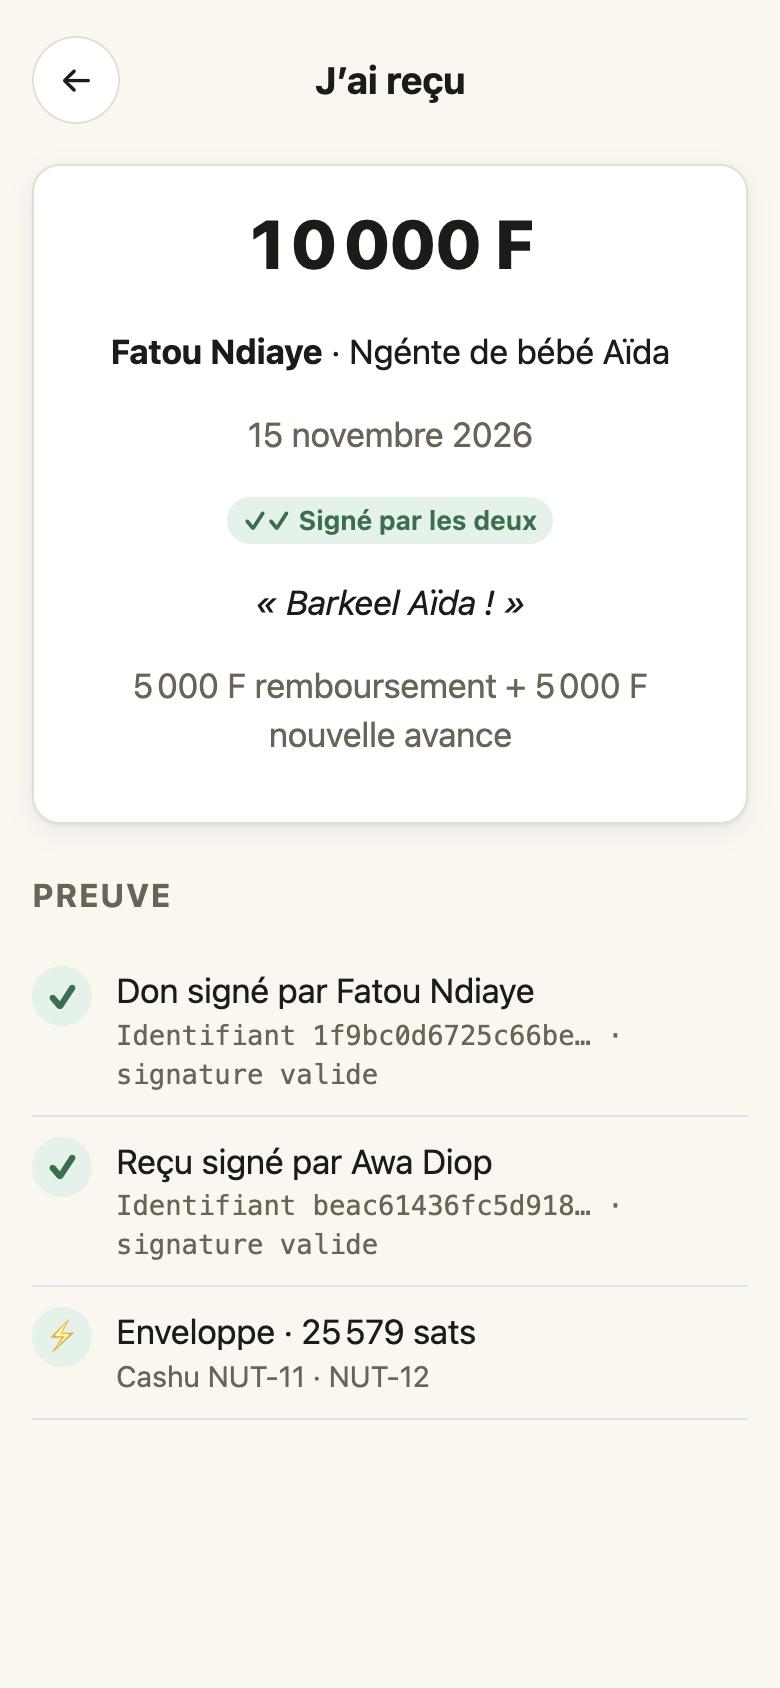 J’ai reçu
10 000 F
Fatou Ndiaye · Ngénte de bébé Aïda
15 novembre 2026
✓✓ Signé par les deux
« Barkeel Aïda ! »
5 000 F remboursement + 5 000 F
nouvelle avance
PREUVE
Don signé par Fatou Ndiaye
Identifiant 1f9bc0d6725c66be… ·
signature valide
Reçu signé par Awa Diop
Identifiant beac61436fc5d918… ·
signature valide
Enveloppe · 25 579 sats
Cashu NUT-11 · NUT-12